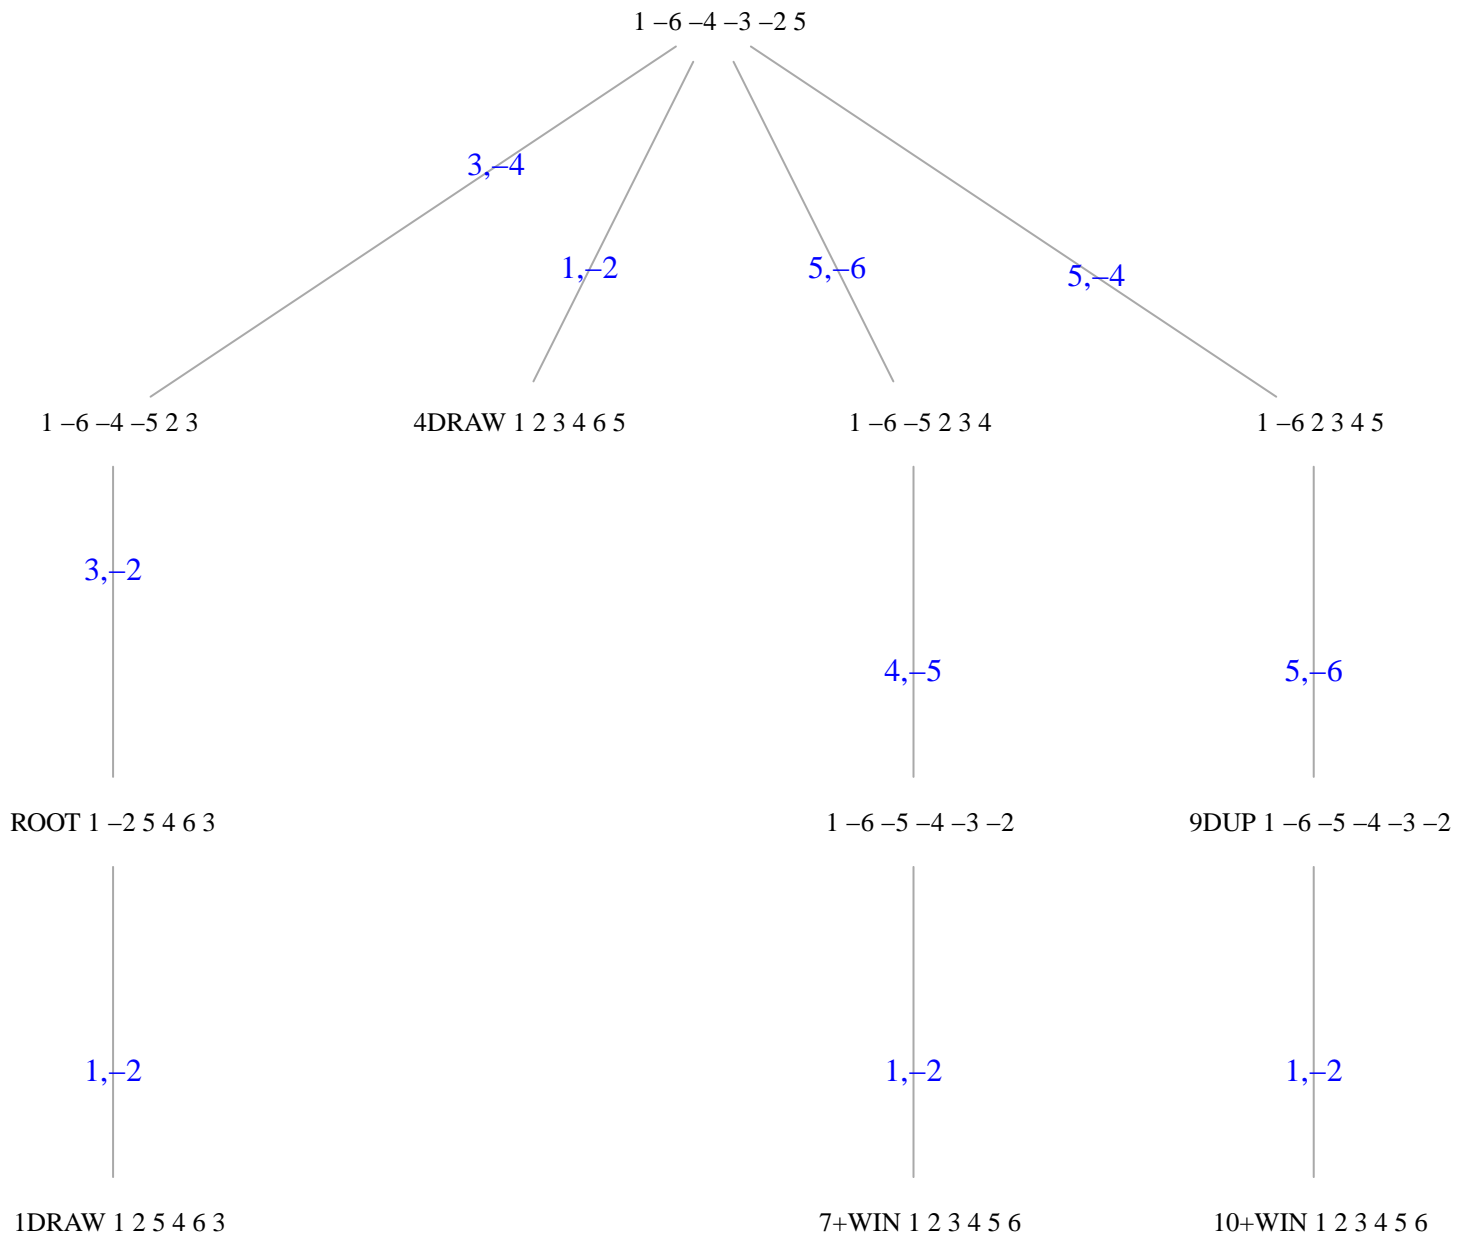 1 –6 –4 –3 –2 5
3,–4
1,–2
5,–6
5,–4
1 –6 –4 –5 2 3
4DRAW 1 2 3 4 6 5
1 –6 –5 2 3 4
1 –6 2 3 4 5
3,–2
4,–5
5,–6
ROOT 1 –2 5 4 6 3
1 –6 –5 –4 –3 –2
9DUP 1 –6 –5 –4 –3 –2
1,–2
1,–2
1,–2
1DRAW 1 2 5 4 6 3
7+WIN 1 2 3 4 5 6
10+WIN 1 2 3 4 5 6